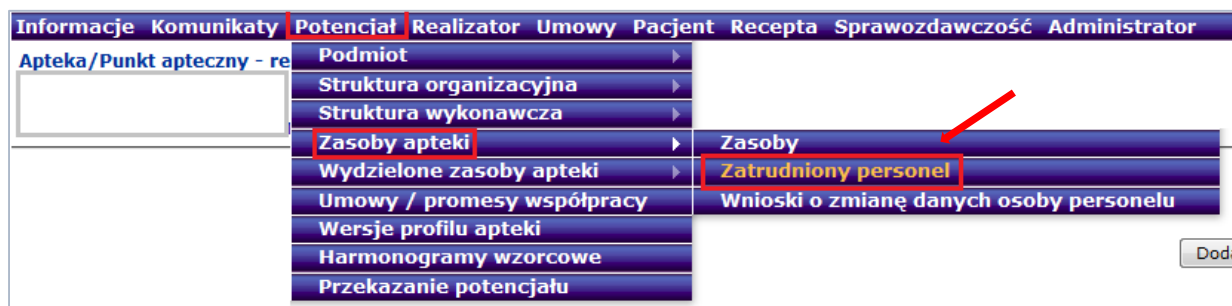 Informacje Komunikaty Potencjał Realizator Umowy Pacjent Recepta Sprawozdawczość Administrator
Apteka/Punkt apteczny - re
Podmiot
Struktura organizacyjna
Struktura wykonawcza
Zasoby apteki
Wydzielone zasoby apteki
Umowy / promesy współpracy
Wersje profilu apteki
Harmonogramy wzorcowe
Przekazanie potencjału
Zasoby
Zatrudniony personel
Wnioski o zmianę danych osoby personelu
Doda